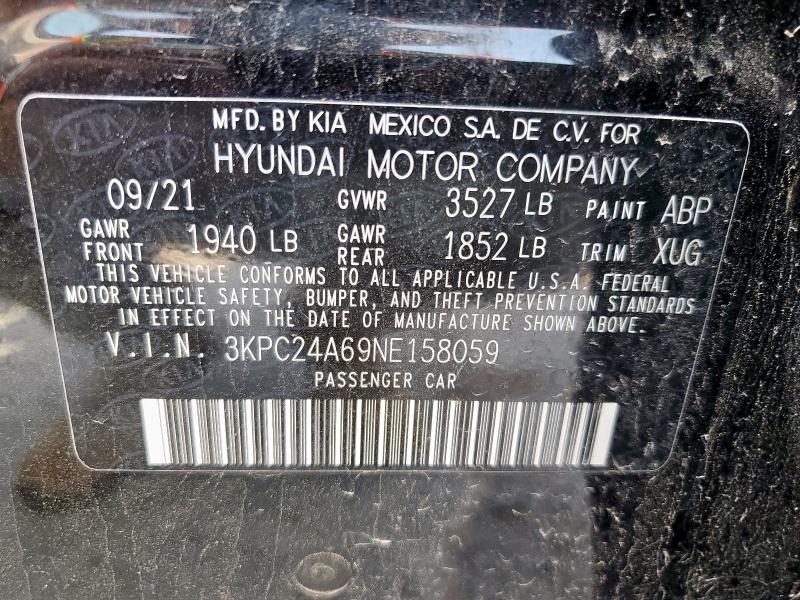 MFD. BY KIA MEXICO S.A. DE C.V. FOR
HYUNDAI MOTOR COMPANY
09/21 GVWR 3527 LB PAINT ABP
GAWR FRONT 1940 LB GAWR REAR 1852 LB TRIM XUG
THIS VEHICLE CONFORMS TO ALL APPLICABLE U.S.A. FEDERAL
MOTOR VEHICLE SAFETY, BUMPER, AND THEFT PREVENTION STANDARDS
IN EFFECT ON THE DATE OF MANUFACTURE SHOWN ABOVE.
V.I.N. 3KPC24A69NE158059
PASSENGER CAR
KIA